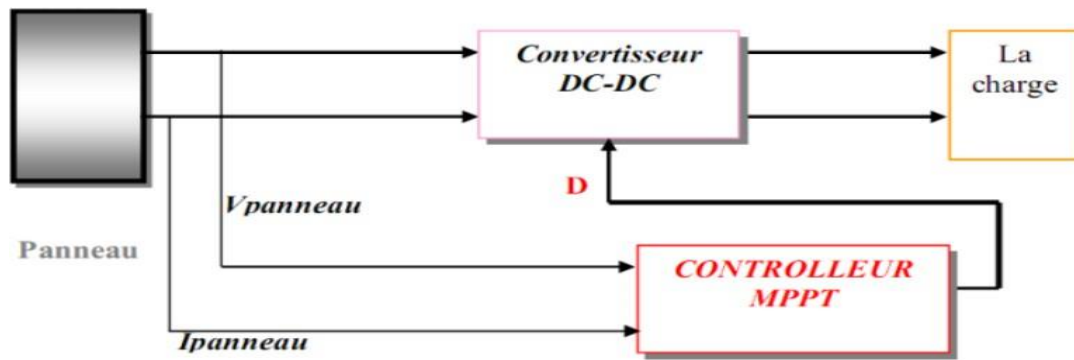 Convertisseur
DC-DC
La
charge
D
Vpanneau
Panneau
CONTROLLEUR
MPPT
Ipanneau